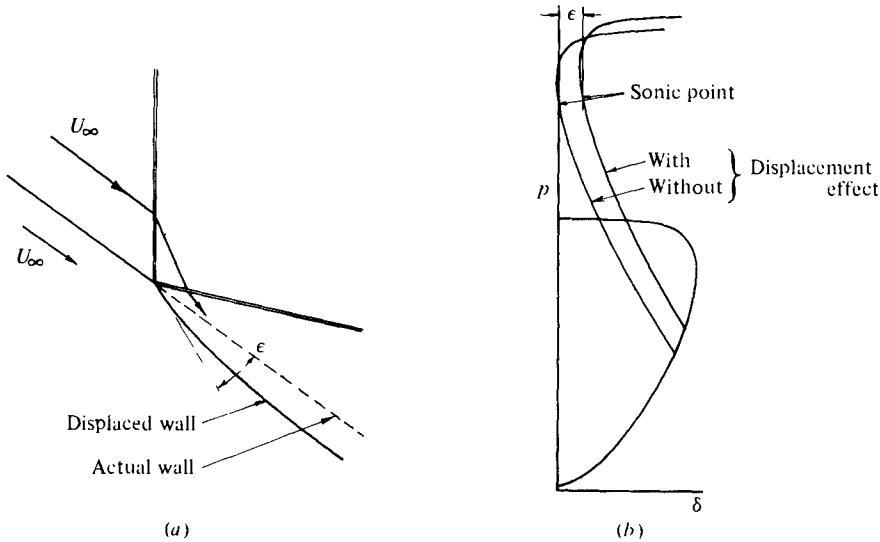 U∞
U∞
ϵ
Displaced wall
Actual wall
(a)
ϵ
Sonic point
With
Without
Displacement
effect
p
δ
(b)